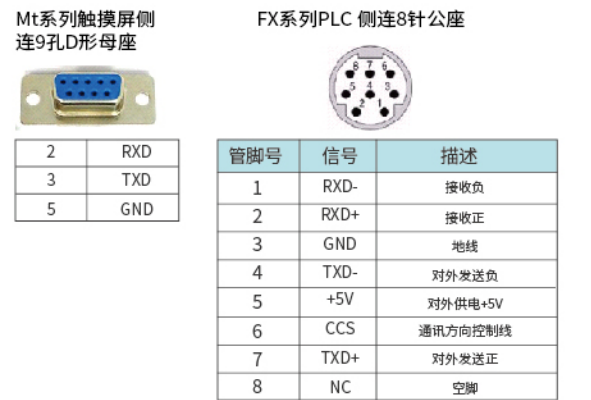 Mt系列触摸屏侧
连9孔D形母座
FX系列PLC 侧连8针公座
8 7 6
5 4 3
2 1
2 RXD
3 TXD
5 GND
管脚号 信号 描述
1 RXD- 接收负
2 RXD+ 接收正
3 GND 地线
4 TXD- 对外发送负
5 +5V 对外供电+5V
6 CCS 通讯方向控制线
7 TXD+ 对外发送正
8 NC 空脚